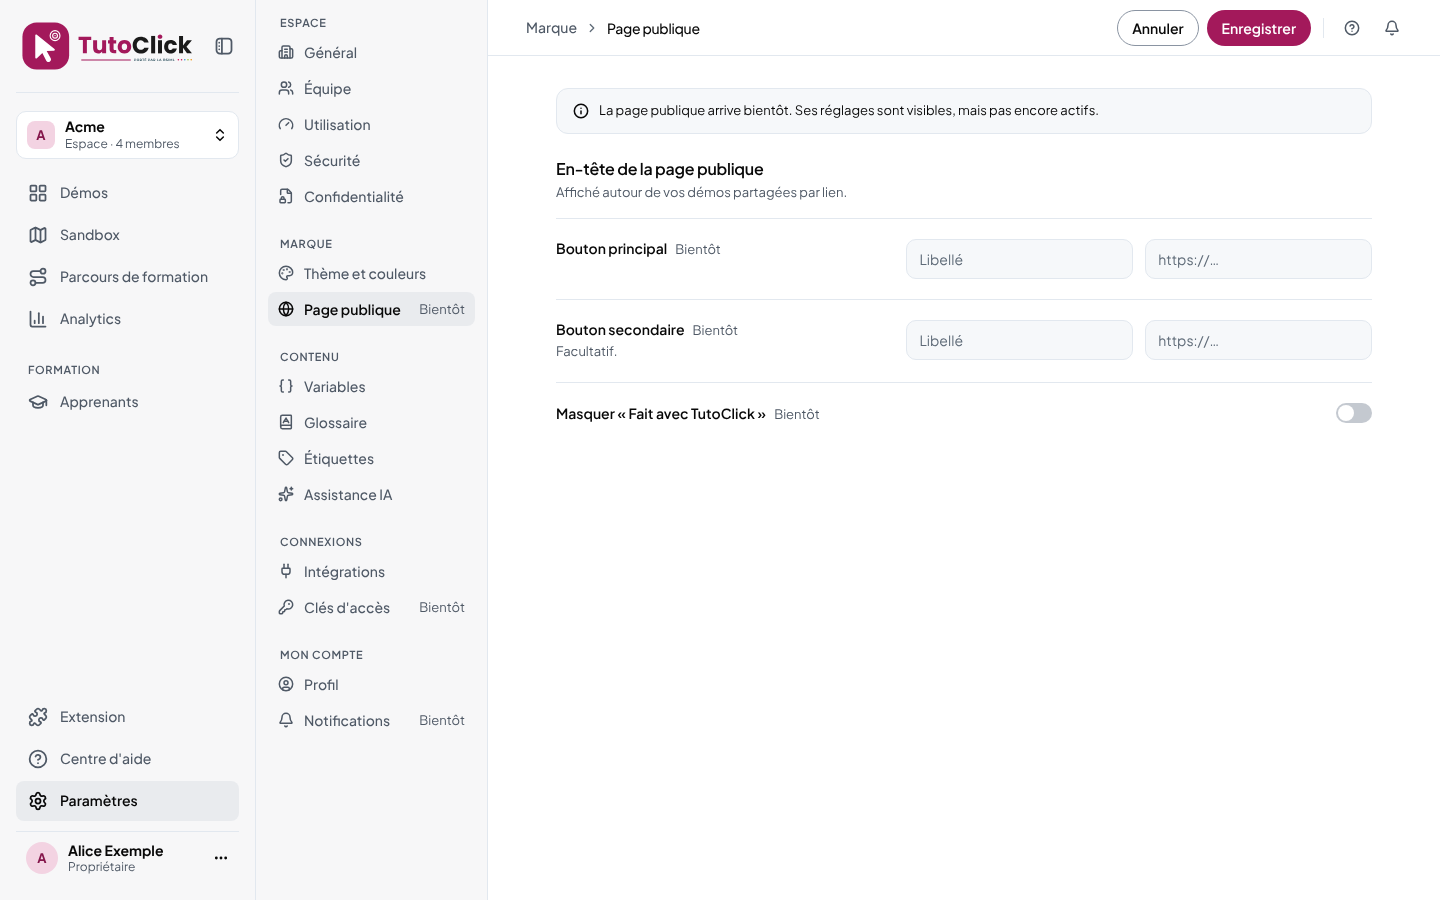 TutoClick
Acme
Espace · 4 membres
Démos
Sandbox
Parcours de formation
Analytics
FORMATION
Apprenants
Extension
Centre d'aide
Paramètres
Alice Exemple
Propriétaire
ESPACE
Général
Équipe
Utilisation
Sécurité
Confidentialité
MARQUE
Thème et couleurs
Page publique Bientôt
CONTENU
Variables
Glossaire
Étiquettes
Assistance IA
CONNEXIONS
Intégrations
Clés d'accès Bientôt
MON COMPTE
Profil
Notifications Bientôt
Marque > Page publique
Annuler
Enregistrer
La page publique arrive bientôt. Ses réglages sont visibles, mais pas encore actifs.
En-tête de la page publique
Affiché autour de vos démos partagées par lien.
Bouton principal Bientôt
Libellé
https://…
Bouton secondaire Bientôt
Facultatif.
Libellé
https://…
Masquer « Fait avec TutoClick » Bientôt
A
A